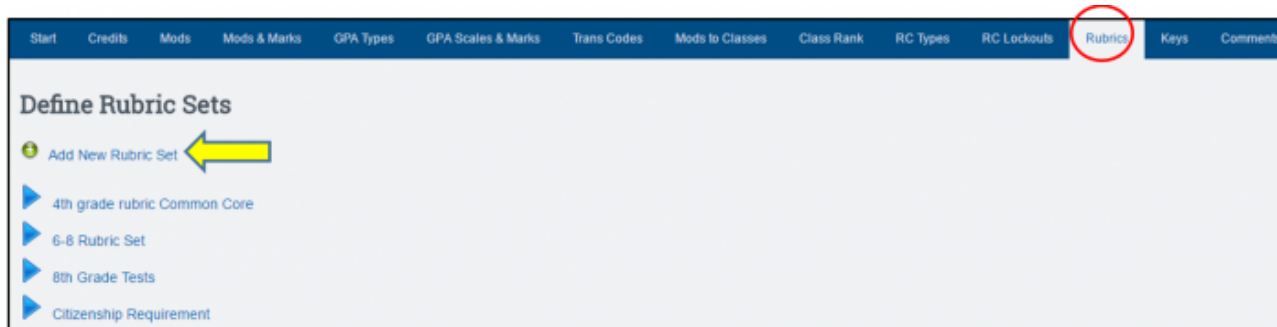 Start Credits Mods Mods & Marks GPA Types GPA Scales & Marks Trans Codes Mods to Classes Class Rank RC Types RC Lockouts Rubrics Keys Comments
Define Rubric Sets
Add New Rubric Set
4th grade rubric Common Core
6-8 Rubric Set
8th Grade Tests
Citizenship Requirement